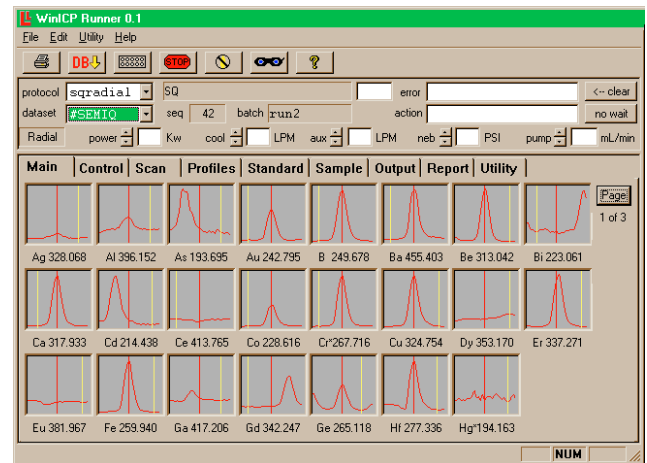 WinICP Runner 0.1
File Edit Utility Help
DB STOP ?
protocol sqradial SQ error <-- clear
dataset #SEMIQ seq 42 batch run2 action no wait
Radial power Kw cool LPM aux LPM neb PSI pump mL/min
Main Control Scan Profiles Standard Sample Output Report Utility
Page
1 of 3
Ag 328.068 Al 396.152 As 193.695 Au 242.795 B 249.678 Ba 455.403 Be 313.042 Bi 223.061
Ca 317.933 Cd 214.438 Ce 413.765 Co 228.616 Cr*267.716 Cu 324.754 Dy 353.170 Er 337.271
Eu 381.967 Fe 259.940 Ga 417.206 Gd 342.247 Ge 265.118 Hf 277.336 Hg*194.163
NUM